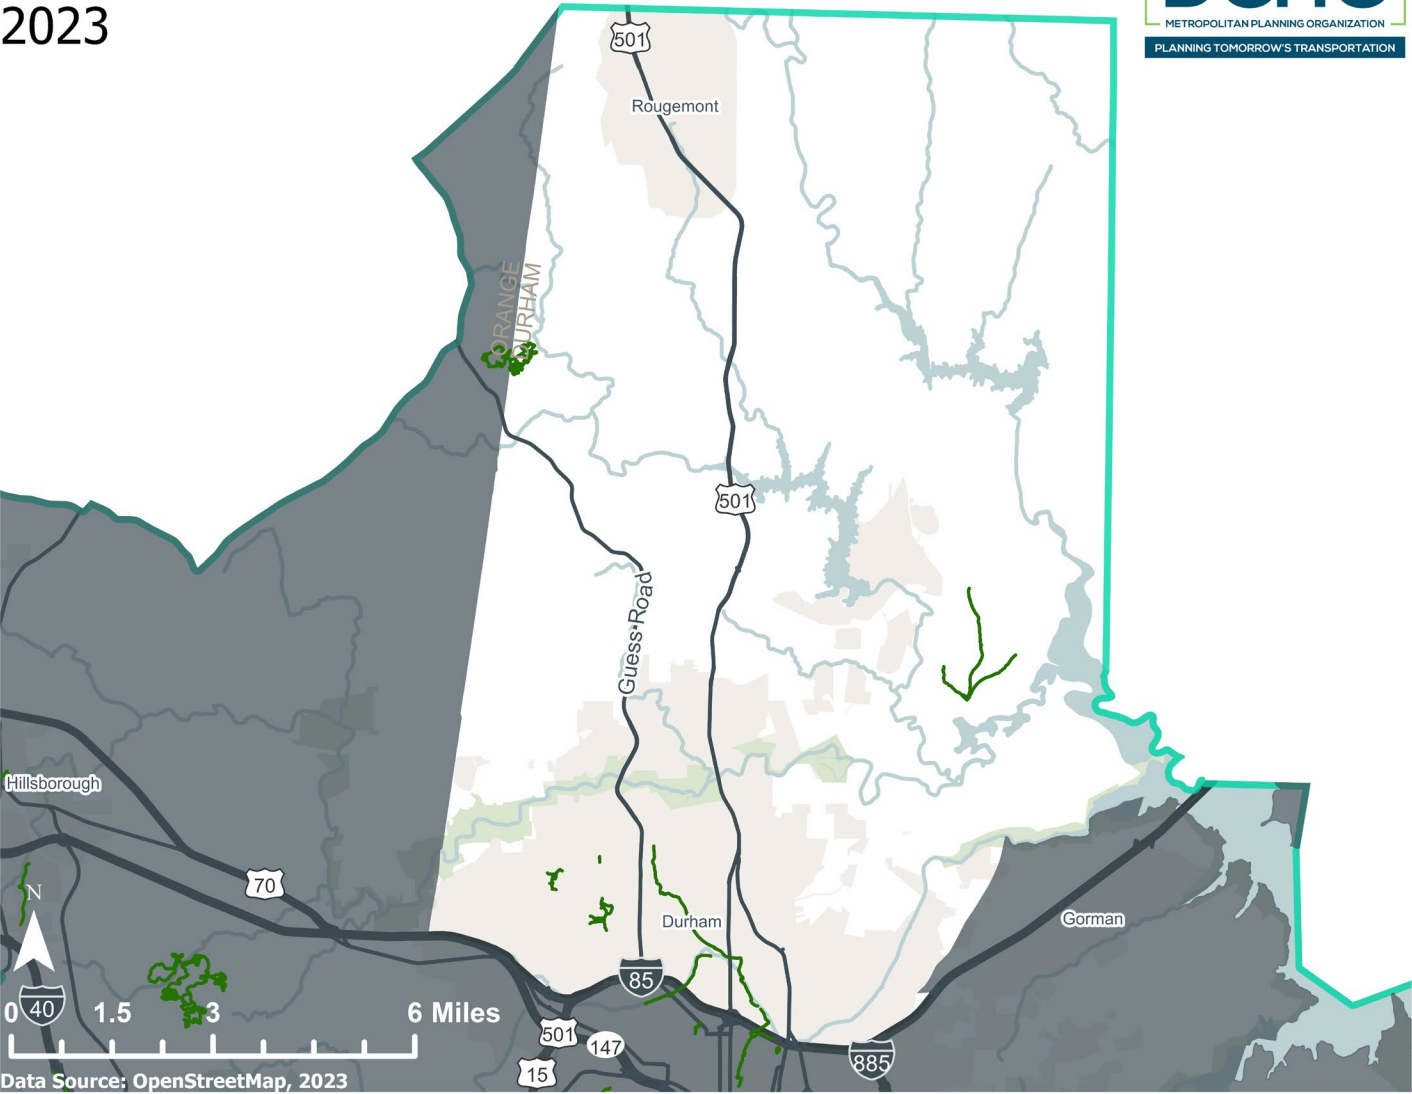 2023
METROPOLITAN PLANNING ORGANIZATION
PLANNING TOMORROW'S TRANSPORTATION
501
Rougemont
ORANGE
DURHAM
501
Guess Road
Hillsborough
70
N
Durham
Gorman
85
40
0 1.5 3 6 Miles
501
147
15
885
Data Source: OpenStreetMap, 2023